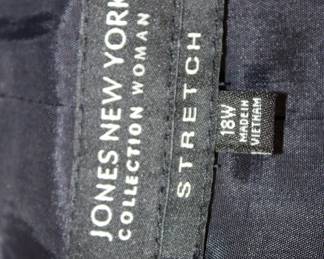 JONES NEW YORK
COLLECTION WOMAN
STRETCH
18W
MADE IN
VIETNAM